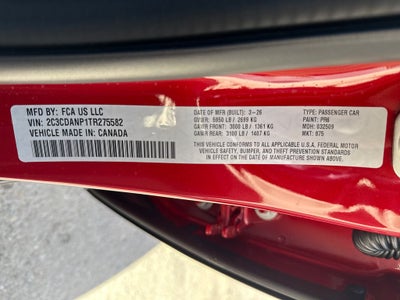 MFD BY: FCA US LLC
VIN: 2C3CDANP1TR275582
VEHICLE MADE IN: CANADA
DATE OF MFR (BUILT): 3-26
GVWR: 5950 LB / 2699 KG
GAWR FRONT: 3000 LB / 1361 KG
GAWR REAR: 3100 LB / 1407 KG
TYPE: PASSENGER CAR
PAINT: PR6
MDH: 032509
MKT: 875
THIS VEHICLE CONFORMS TO ALL APPLICABLE U.S.A. FEDERAL MOTOR
VEHICLE SAFETY, BUMPER, AND THEFT PREVENTION STANDARDS
IN EFFECT ON THE DATE OF MANUFACTURE SHOWN ABOVE.